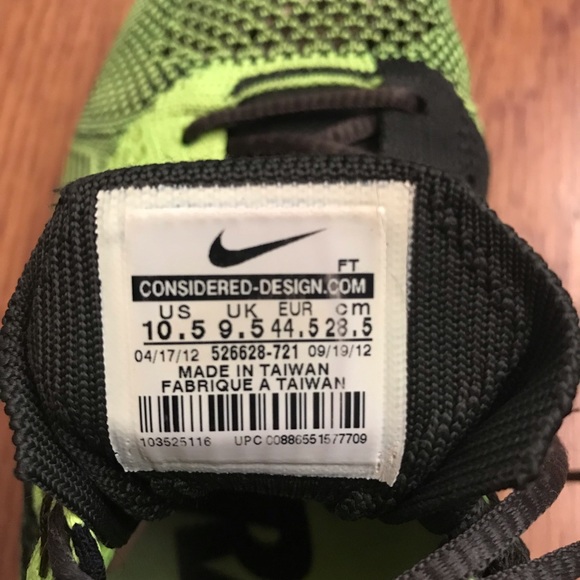 FT
CONSIDERED-DESIGN.COM
US UK EUR cm
10.5 9.5 44.5 28.5
04/17/12 526628-721 09/19/12
MADE IN TAIWAN
FABRIQUE A TAIWAN
103525116 UPC 00886551577709